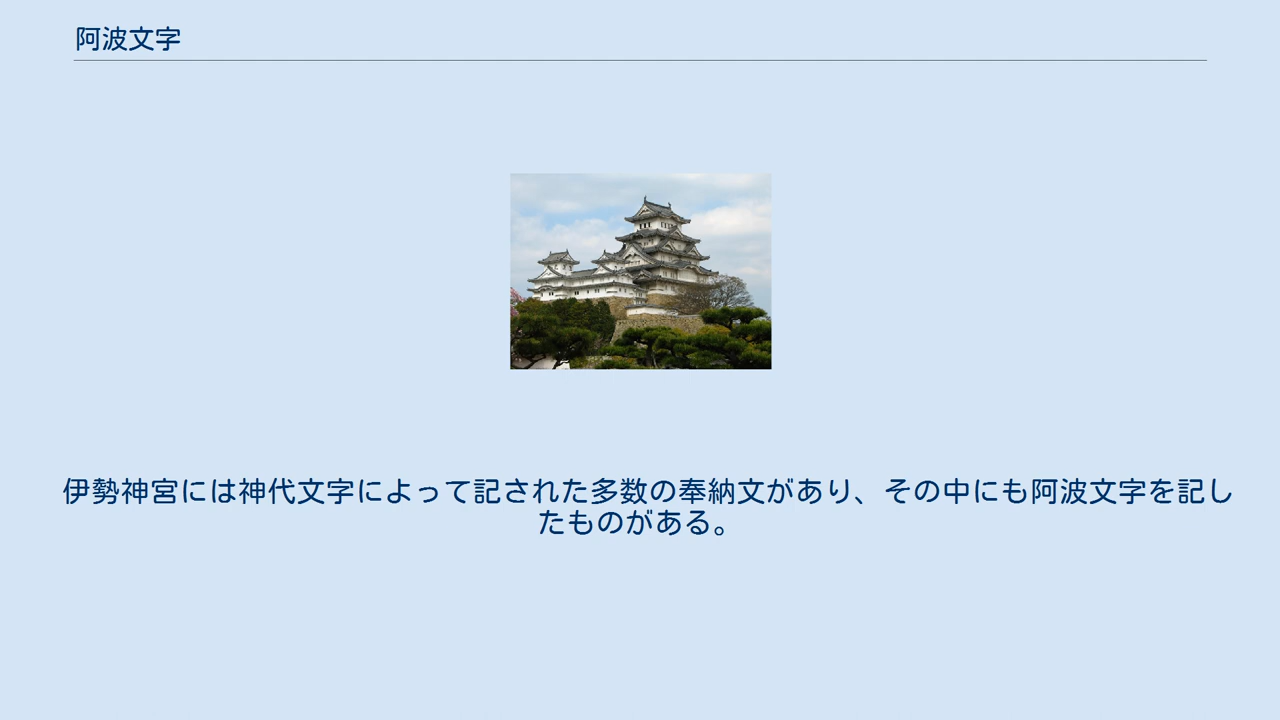 阿波文字
伊勢神宮には神代文字によって記された多数の奉納文があり、その中にも阿波文字を記し
たものがある。